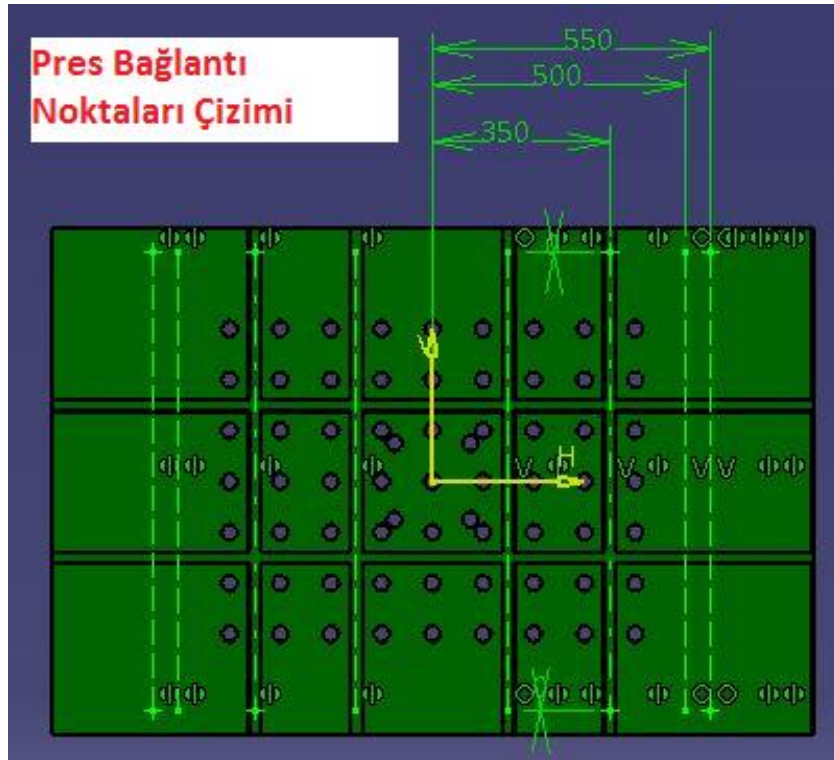 Pres Bağlantı
Noktaları Çizimi
550
500
350
V
H
V V V V